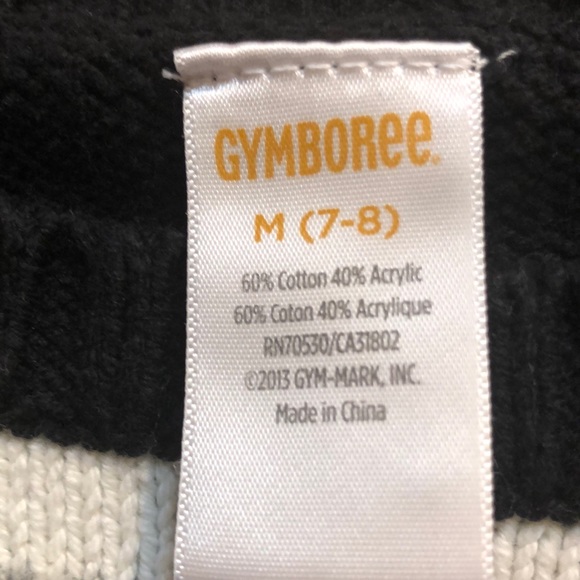 GYMBORee®
M (7-8)
60% Cotton 40% Acrylic
60% Coton 40% Acrylique
RN70530/CA31802
©2013 GYM-MARK, INC.
Made in China